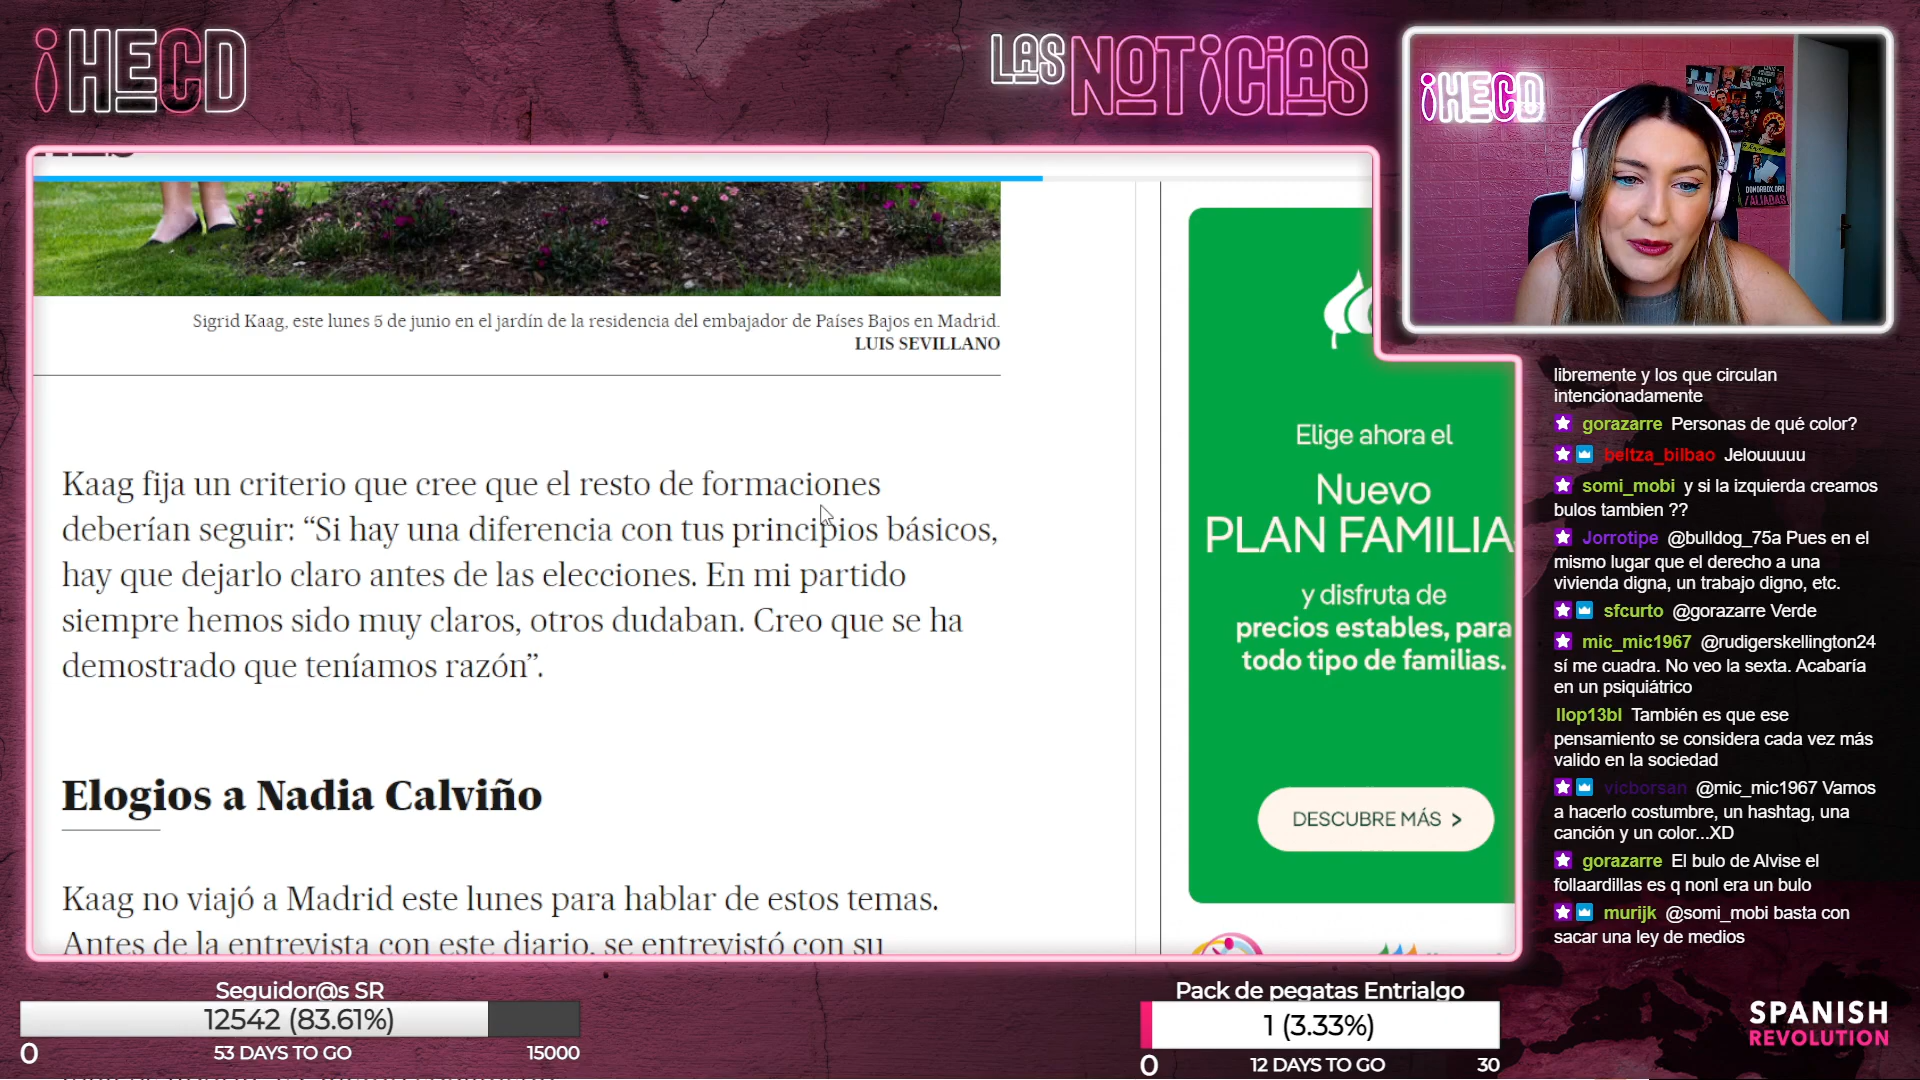 ¡HECD
LAS NOTICIAS
¡HECD
DONORBOX.ORG
/ALIADAS
Sigrid Kaag, este lunes 5 de junio en el jardín de la residencia del embajador de Países Bajos en Madrid.
LUIS SEVILLANO
Kaag fija un criterio que cree que el resto de formaciones
deberían seguir: “Si hay una diferencia con tus principios básicos,
hay que dejarlo claro antes de las elecciones. En mi partido
siempre hemos sido muy claros, otros dudaban. Creo que se ha
demostrado que teníamos razón”.
Elogios a Nadia Calviño
Kaag no viajó a Madrid este lunes para hablar de estos temas.
Antes de la entrevista con este diario, se entrevistó con su
Elige ahora el
Nuevo
PLAN FAMILIA
y disfruta de
precios estables, para
todo tipo de familias.
DESCUBRE MÁS >
libremente y los que circulan
intencionadamente
gorazarre Personas de qué color?
beltza_bilbao Jelouuuuu
somi_mobi y si la izquierda creamos
bulos tambien ??
Jorrotipe @bulldog_75a Pues en el
mismo lugar que el derecho a una
vivienda digna, un trabajo digno, etc.
sfcurto @gorazarre Verde
mic_mic1967 @rudigerskellington24
sí me cuadra. No veo la sexta. Acabaría
en un psiquiátrico
llop13bl También es que ese
pensamiento se considera cada vez más
valido en la sociedad
vicborsan @mic_mic1967 Vamos
a hacerlo costumbre, un hashtag, una
canción y un color...XD
gorazarre El bulo de Alvise el
follaardillas es q nonl era un bulo
murijk @somi_mobi basta con
sacar una ley de medios
Seguidor@s SR
12542 (83.61%)
0 53 DAYS TO GO 15000
Pack de pegatas Entrialgo
1 (3.33%)
0 12 DAYS TO GO 30
SPANISH
REVOLUTION